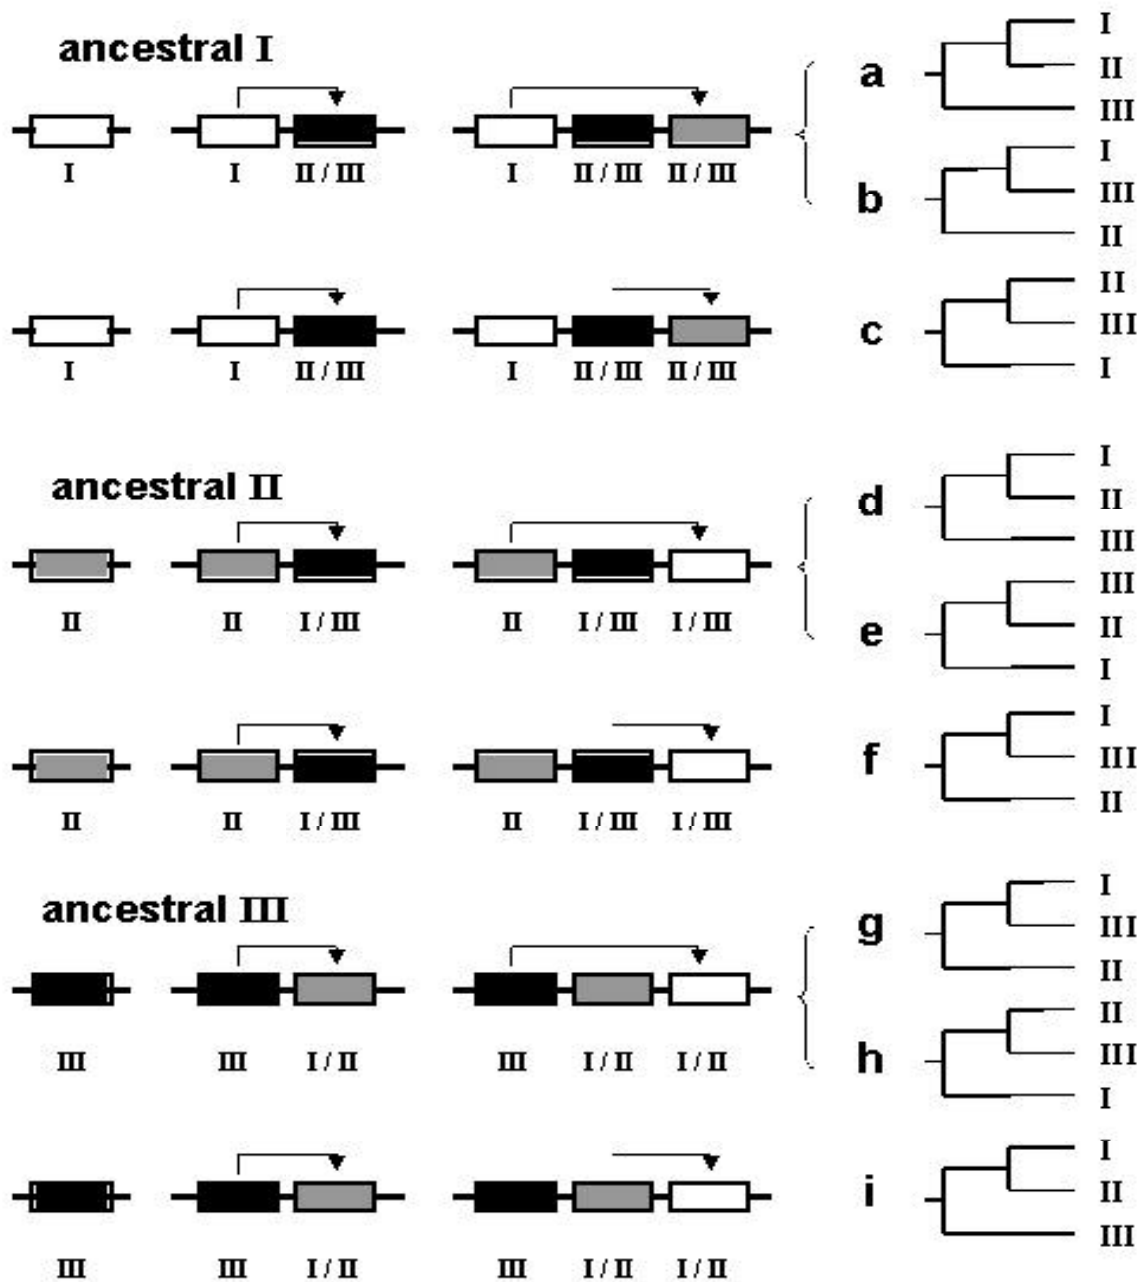 ancestral I
I I II / III I II / III II / III
a I
II
III
b I
III
II
I I II / III I II / III II / III
c II
III
I
ancestral II
II II I / III II I / III I / III
d I
II
III
e III
II
I
II II I / III II I / III I / III
f I
III
II
ancestral III
III III I / II III I / II I / II
g I
III
II
h II
III
I
III III I / II III I / II I / II
i I
II
III